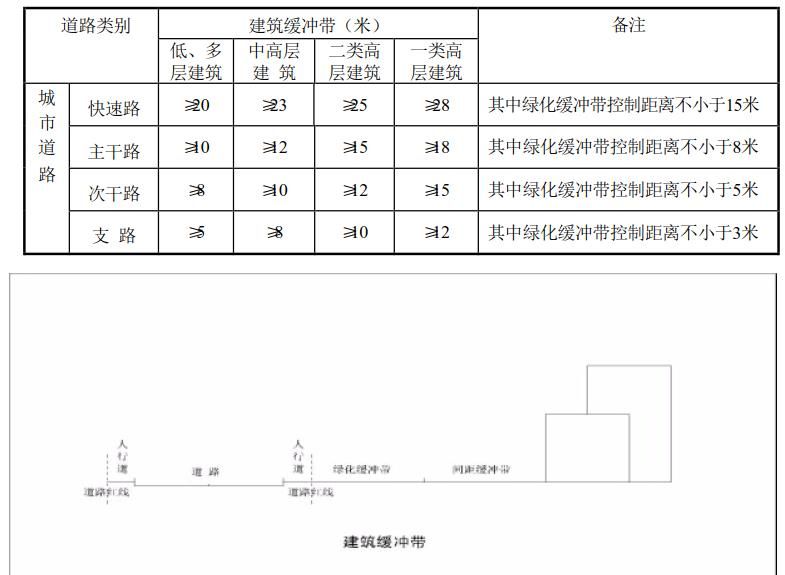 道路类别 建筑缓冲带（米） 备注
低、多层建筑 中高层建 筑 二类高层建筑 一类高层建筑
城市道路
快速路 ≥20 ≥23 ≥25 ≥28 其中绿化缓冲带控制距离不小于15米
主干路 ≥10 ≥12 ≥15 ≥18 其中绿化缓冲带控制距离不小于8米
次干路 ≥8 ≥10 ≥12 ≥15 其中绿化缓冲带控制距离不小于5米
支 路 ≥5 ≥8 ≥10 ≥12 其中绿化缓冲带控制距离不小于3米
人行道 道 路 人行道 绿化缓冲带 间距缓冲带
道路红线 道路红线
建筑缓冲带